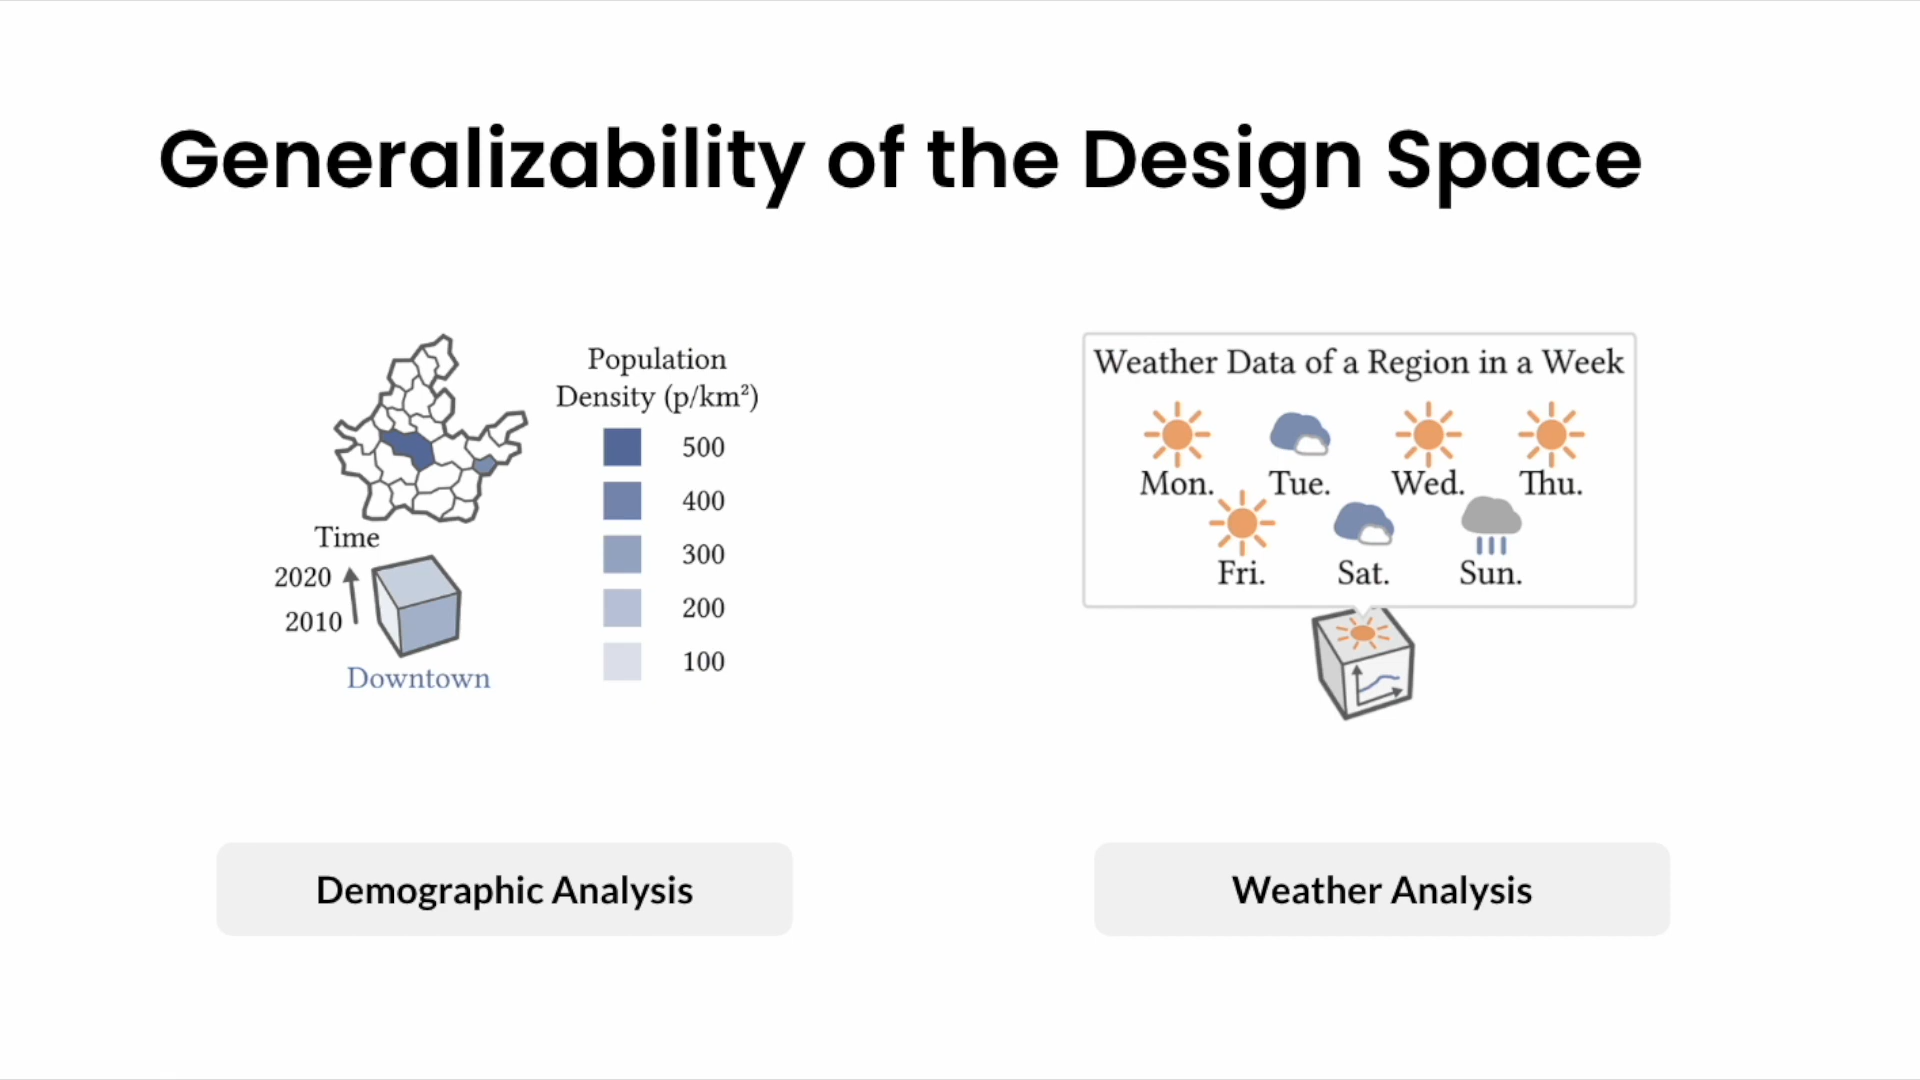 Generalizability of the Design Space
Population
Density (p/km²)
500
400
300
200
100
Time
2020
2010
Downtown
Weather Data of a Region in a Week
Mon. Tue. Wed. Thu.
Fri. Sat. Sun.
Demographic Analysis
Weather Analysis